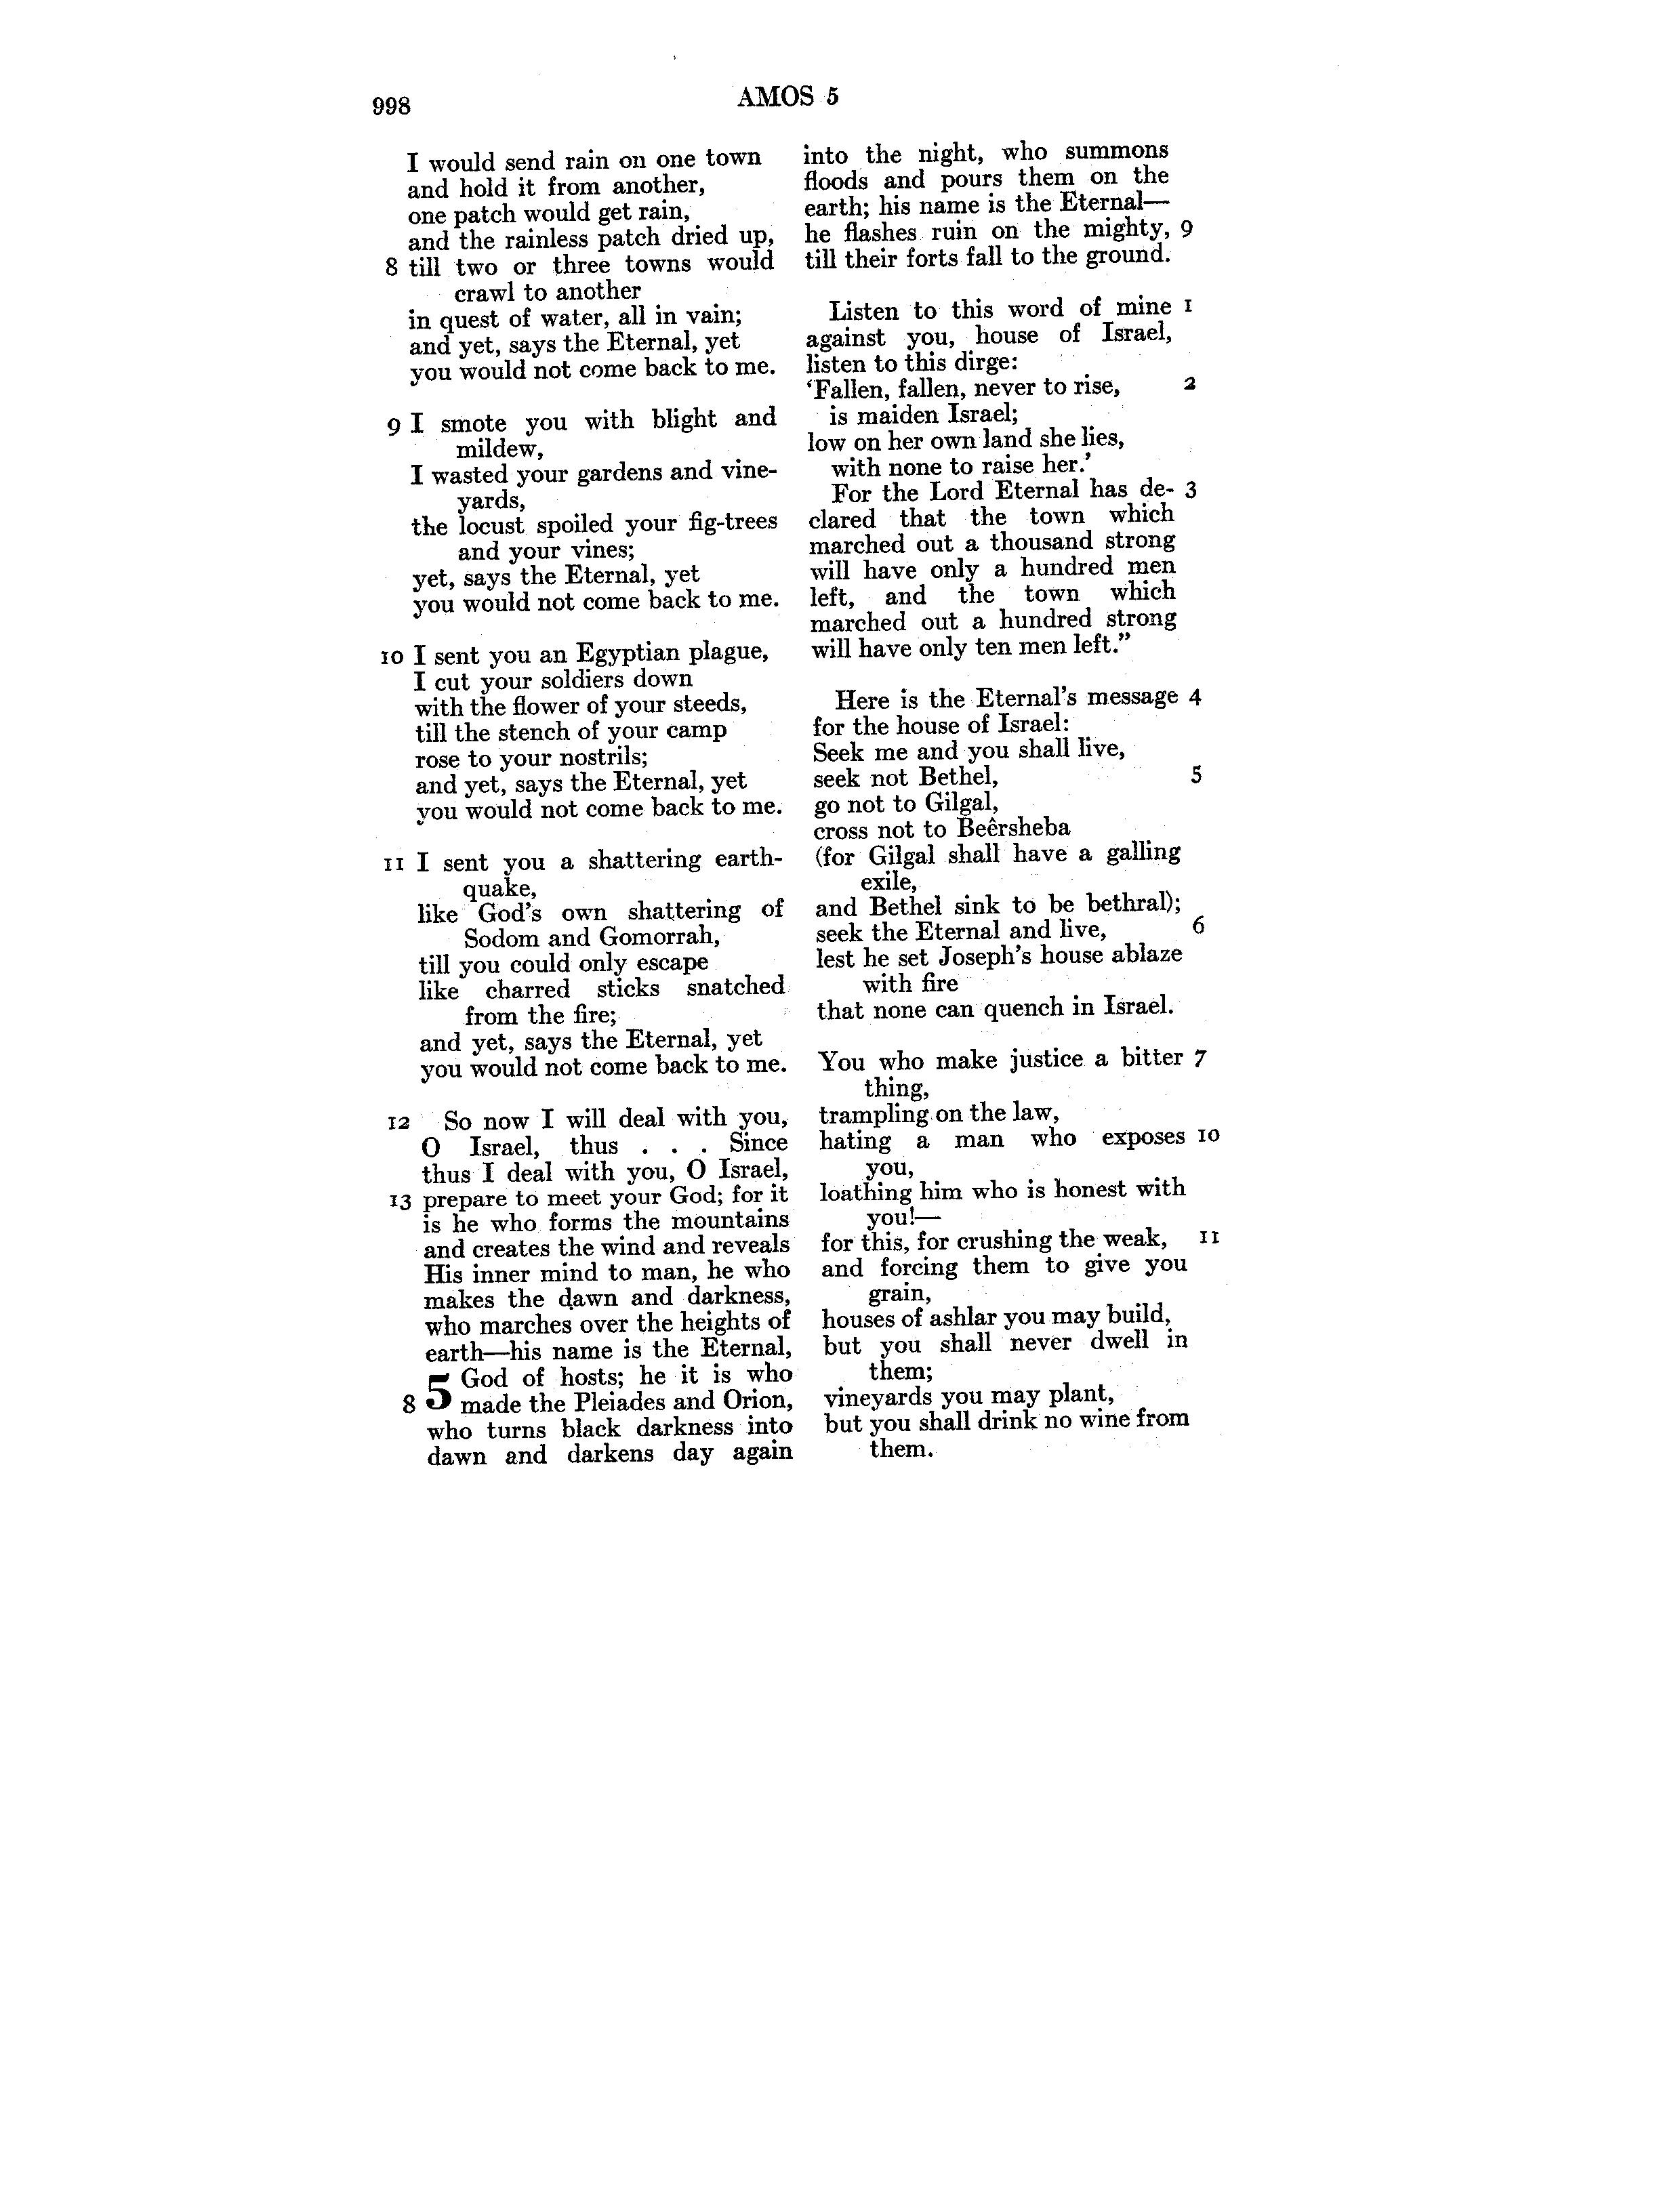 998
AMOS 5
I would send rain on one town
and hold it from another,
one patch would get rain,
and the rainless patch dried up,
8 till two or three towns would
crawl to another
in quest of water, all in vain;
and yet, says the Eternal, yet
you would not come back to me.
9 I smote you with blight and
mildew,
I wasted your gardens and vine-
yards,
the locust spoiled your fig-trees
and your vines;
yet, says the Eternal, yet
you would not come back to me.
10 I sent you an Egyptian plague,
I cut your soldiers down
with the flower of your steeds,
till the stench of your camp
rose to your nostrils;
and yet, says the Eternal, yet
you would not come back to me.
11 I sent you a shattering earth-
quake,
like God's own shattering of
Sodom and Gomorrah,
till you could only escape
like charred sticks snatched
from the fire;
and yet, says the Eternal, yet
you would not come back to me.
12 So now I will deal with you,
O Israel, thus . . . Since
thus I deal with you, O Israel,
13 prepare to meet your God; for it
is he who forms the mountains
and creates the wind and reveals
His inner mind to man, he who
makes the dawn and darkness,
who marches over the heights of
earth—his name is the Eternal,
5 God of hosts; he it is who
8 made the Pleiades and Orion,
who turns black darkness into
dawn and darkens day again
into the night, who summons
floods and pours them on the
earth; his name is the Eternal—
he flashes ruin on the mighty, 9
till their forts fall to the ground.
Listen to this word of mine 1
against you, house of Israel,
listen to this dirge:
‘Fallen, fallen, never to rise, 2
is maiden Israel;
low on her own land she lies,
with none to raise her.’
For the Lord Eternal has de- 3
clared that the town which
marched out a thousand strong
will have only a hundred men
left, and the town which
marched out a hundred strong
will have only ten men left.”
Here is the Eternal's message 4
for the house of Israel:
Seek me and you shall live,
seek not Bethel, 5
go not to Gilgal,
cross not to Beêrsheba
(for Gilgal shall have a galling
exile,
and Bethel sink to be bethral);
seek the Eternal and live, 6
lest he set Joseph's house ablaze
with fire
that none can quench in Israel.
You who make justice a bitter 7
thing,
trampling on the law,
hating a man who exposes 10
you,
loathing him who is honest with
you!—
for this, for crushing the weak, 11
and forcing them to give you
grain,
houses of ashlar you may build,
but you shall never dwell in
them;
vineyards you may plant,
but you shall drink no wine from
them.